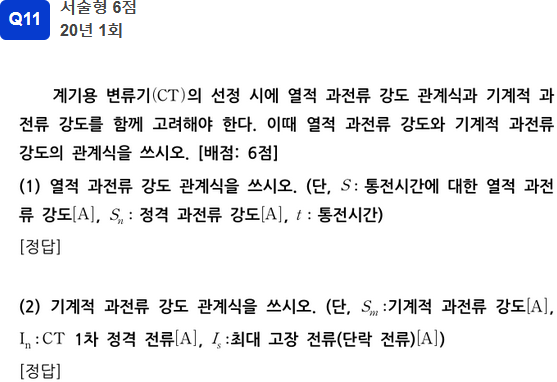 Q11
서술형 6점
20년 1회
계기용 변류기(CT)의 선정 시에 열적 과전류 강도 관계식과 기계적 과
전류 강도를 함께 고려해야 한다. 이때 열적 과전류 강도와 기계적 과전류
강도의 관계식을 쓰시오. [배점: 6점]
(1) 열적 과전류 강도 관계식을 쓰시오. (단, S : 통전시간에 대한 열적 과전
류 강도[A], Sₙ : 정격 과전류 강도[A], t : 통전시간)
[정답]
(2) 기계적 과전류 강도 관계식을 쓰시오. (단, Sₘ :기계적 과전류 강도[A],
Iₙ : CT 1차 정격 전류[A], Iₛ :최대 고장 전류(단락 전류)[A])
[정답]